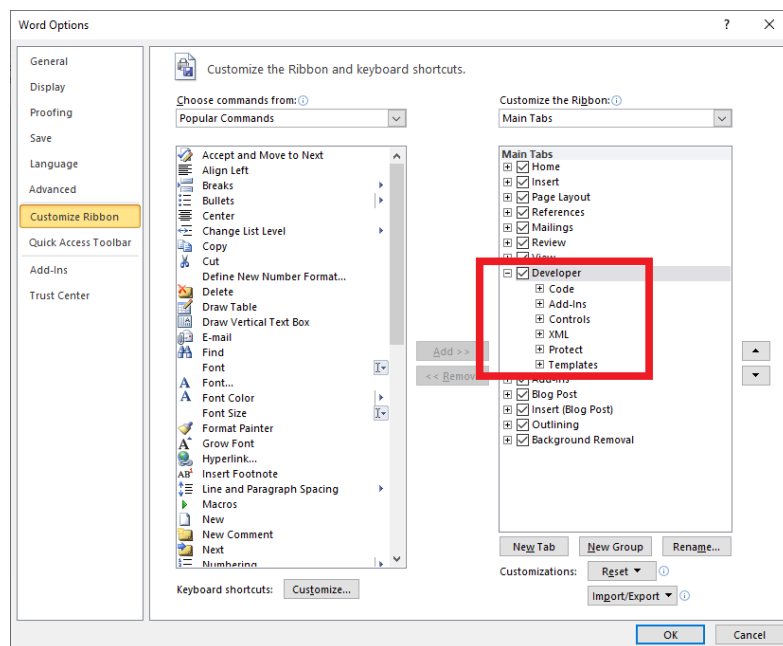 Word Options
?
General
Display
Proofing
Save
Language
Advanced
Customize Ribbon
Quick Access Toolbar
Add-Ins
Trust Center
Customize the Ribbon and keyboard shortcuts.
Choose commands from:
Popular Commands
Accept and Move to Next
Align Left
Breaks
Bullets
Center
Change List Level
Copy
Cut
Define New Number Format...
Delete
Draw Table
Draw Vertical Text Box
E-mail
Find
Font
Font...
Font Color
Font Size
Format Painter
Grow Font
Hyperlink...
Insert Footnote
Line and Paragraph Spacing
Macros
New
New Comment
Next
Numbering
Keyboard shortcuts: Customize...
Add >>
<< Remov
Customize the Ribbon:
Main Tabs
Main Tabs
Home
Insert
Page Layout
References
Mailings
Review
View
Developer
Code
Add-Ins
Controls
XML
Protect
Templates
Add-Ins
Blog Post
Insert (Blog Post)
Outlining
Background Removal
New Tab New Group Rename...
Customizations: Reset
Import/Export
OK Cancel